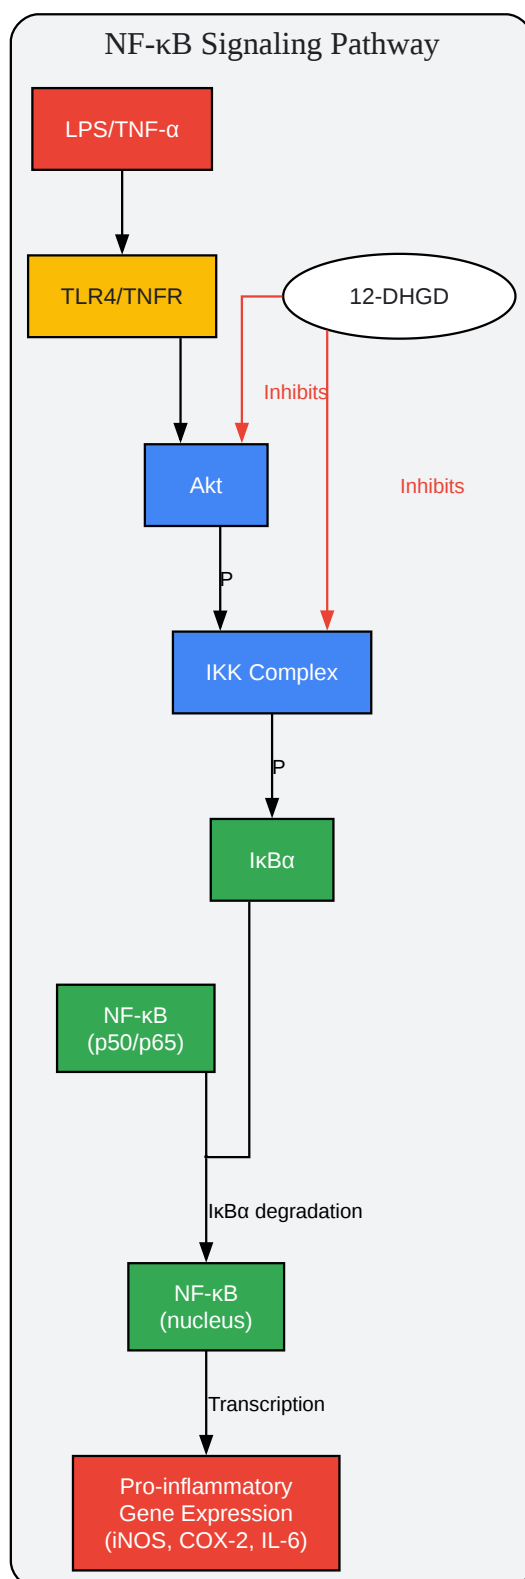 NF-κB Signaling Pathway
LPS/TNF-α
TLR4/TNFR
12-DHGD
Inhibits
Akt
Inhibits
P
IKK Complex
P
IκBα
NF-κB
(p50/p65)
IκBα degradation
NF-κB
(nucleus)
Transcription
Pro-inflammatory
Gene Expression
(iNOS, COX-2, IL-6)